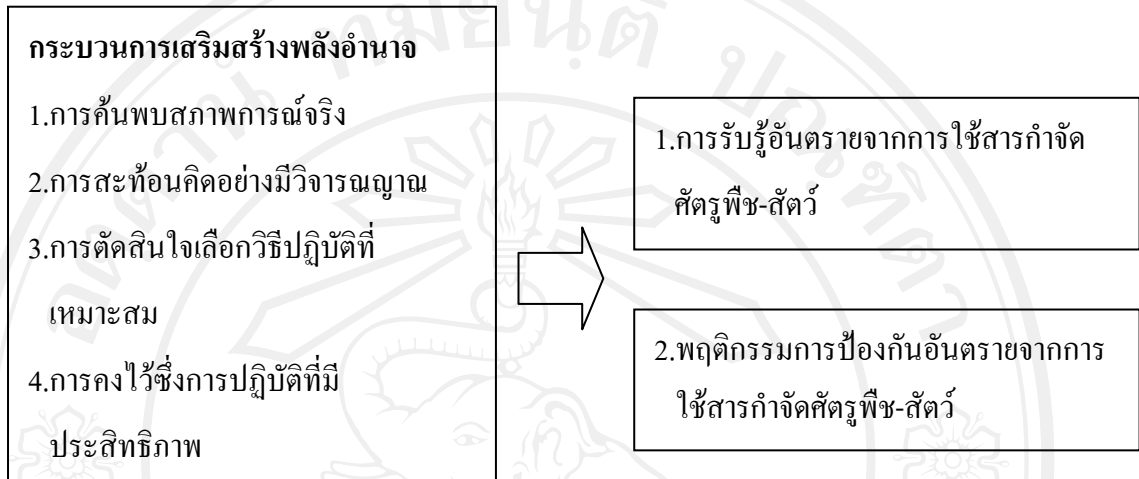 กระบวนการเสริมสร้างพลังอำนาจ
1.การค้นพบสภาพการณ์จริง
2.การสะท้อนคิดอย่างมีวิจารณญาณ
3.การตัดสินใจเลือกวิธีปฏิบัติที่
เหมาะสม
4.การคงไว้ซึ่งการปฏิบัติที่มี
ประสิทธิภาพ
1.การรับรู้อันตรายจากการใช้สารกำจัด
ศัตรูพืช-สัตว์
2.พฤติกรรมการป้องกันอันตรายจากการ
ใช้สารกำจัดศัตรูพืช-สัตว์